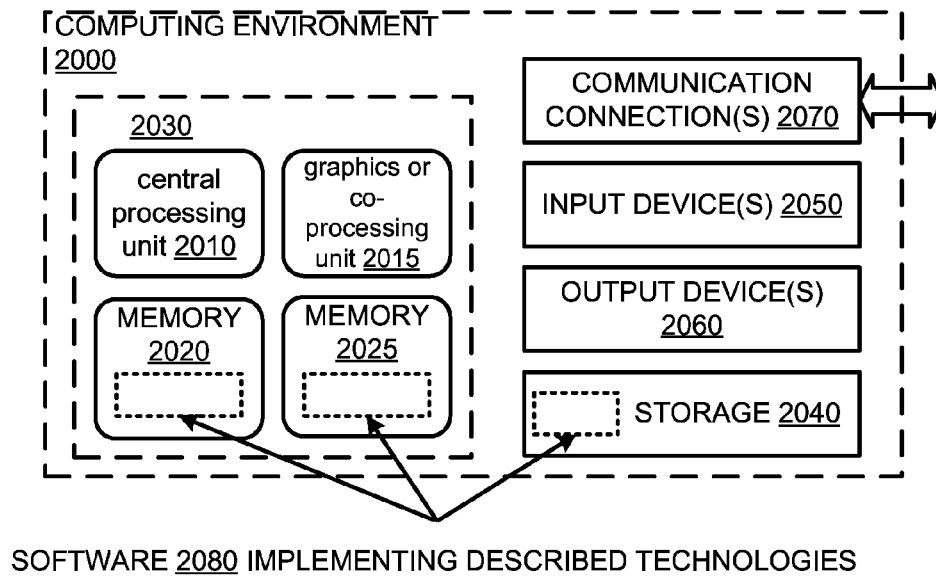 COMPUTING ENVIRONMENT
2000
2030
central
processing
unit 2010
graphics or
co-
processing
unit 2015
MEMORY
2020
MEMORY
2025
COMMUNICATION
CONNECTION(S) 2070
INPUT DEVICE(S) 2050
OUTPUT DEVICE(S)
2060
STORAGE 2040
SOFTWARE 2080 IMPLEMENTING DESCRIBED TECHNOLOGIES